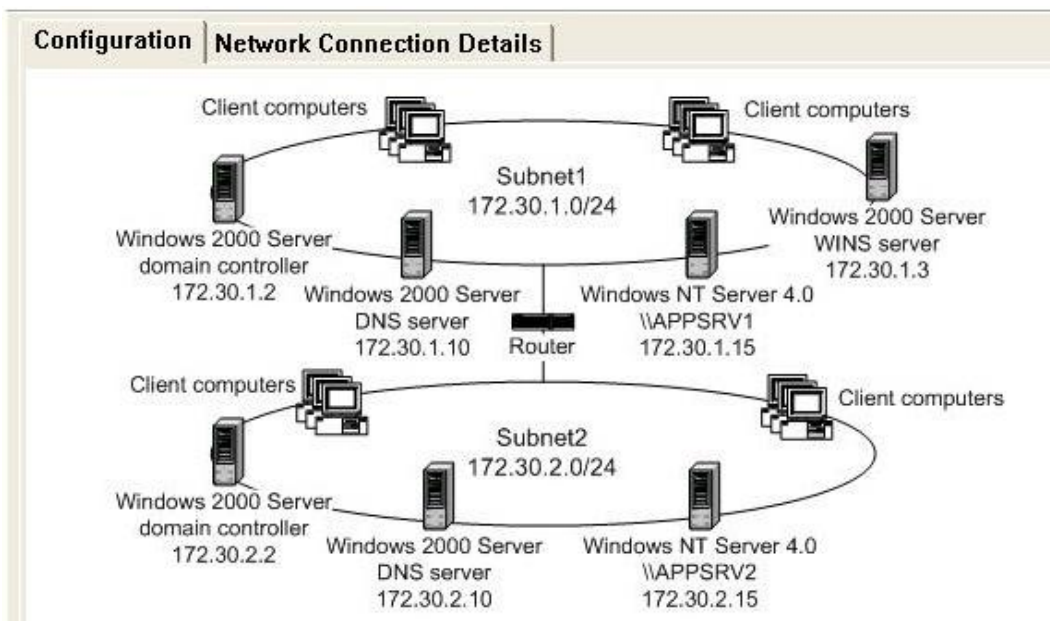 Configuration
Network Connection Details
Client computers
Client computers
Subnet1
172.30.1.0/24
Windows 2000 Server
domain controller
172.30.1.2
Windows 2000 Server
WINS server
172.30.1.3
Windows 2000 Server
DNS server
172.30.1.10
Router
Windows NT Server 4.0
\\APPSRV1
172.30.1.15
Client computers
Client computers
Subnet2
172.30.2.0/24
Windows 2000 Server
domain controller
172.30.2.2
Windows 2000 Server
DNS server
172.30.2.10
Windows NT Server 4.0
\\APPSRV2
172.30.2.15